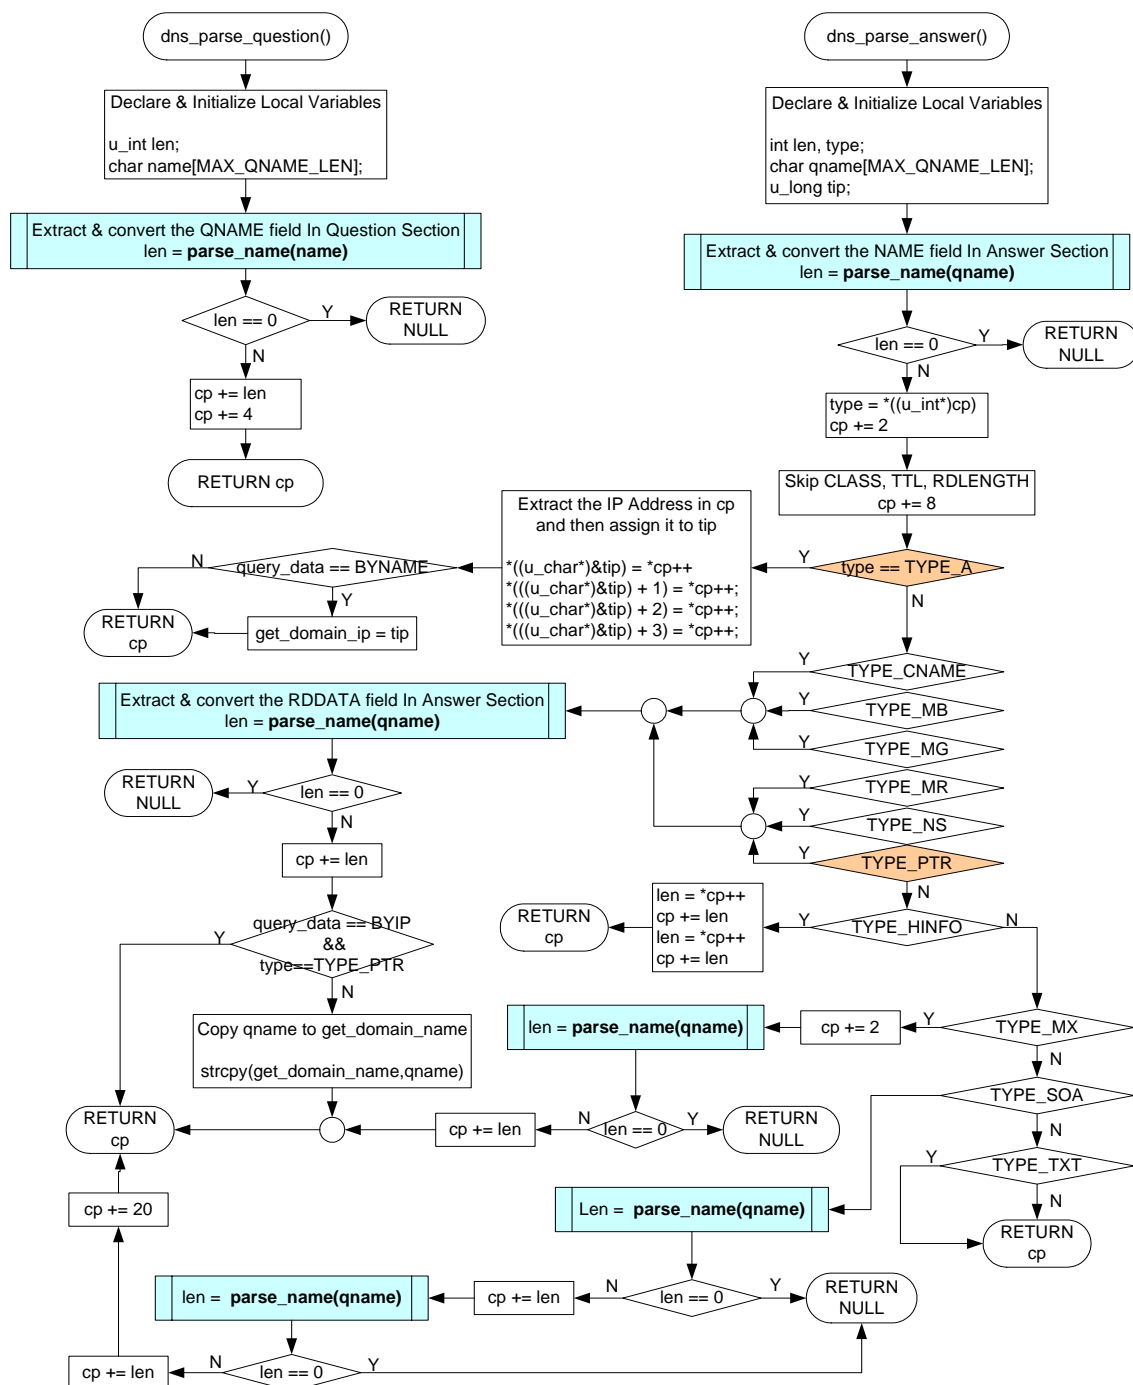 dns_parse_question()
Declare & Initialize Local Variables
u_int len;
char name[MAX_QNAME_LEN];
Extract & convert the QNAME field In Question Section
len = parse_name(name)
len == 0
Y
RETURN
NULL
N
cp += len
cp += 4
RETURN cp
dns_parse_answer()
Declare & Initialize Local Variables
int len, type;
char qname[MAX_QNAME_LEN];
u_long tip;
Extract & convert the NAME field In Answer Section
len = parse_name(qname)
len == 0
Y
RETURN
NULL
N
type = *((u_int*)cp)
cp += 2
Skip CLASS, TTL, RDLENGTH
cp += 8
type == TYPE_A
Y
N
Extract the IP Address in cp
and then assign it to tip
*((u_char*)&tip) = *cp++
*(((u_char*)&tip) + 1) = *cp++;
*(((u_char*)&tip) + 2) = *cp++;
*(((u_char*)&tip) + 3) = *cp++;
query_data == BYNAME
N
Y
get_domain_ip = tip
RETURN
cp
TYPE_CNAME
Y
TYPE_MB
Y
TYPE_MG
Y
TYPE_MR
Y
TYPE_NS
Y
TYPE_PTR
Y
N
Extract & convert the RDDATA field In Answer Section
len = parse_name(qname)
len == 0
Y
RETURN
NULL
N
cp += len
query_data == BYIP
&&
type==TYPE_PTR
Y
N
Copy qname to get_domain_name
strcpy(get_domain_name,qname)
RETURN
cp
TYPE_HINFO
Y
N
len = *cp++
cp += len
len = *cp++
cp += len
RETURN
cp
TYPE_MX
Y
N
cp += 2
len = parse_name(qname)
len == 0
N
Y
cp += len
RETURN
NULL
TYPE_SOA
N
TYPE_TXT
Y
N
RETURN
cp
Len = parse_name(qname)
len == 0
N
Y
cp += len
RETURN
NULL
len = parse_name(qname)
len == 0
N
Y
cp += len
cp += 20